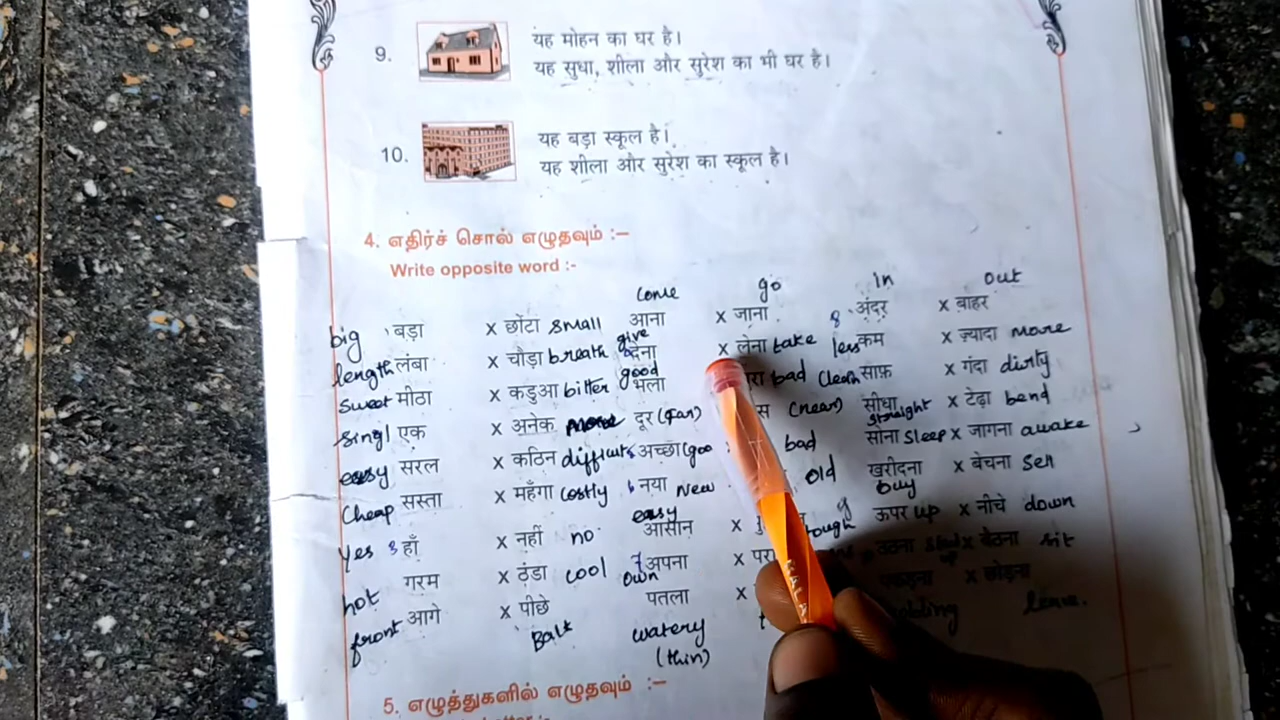 9. यह मोहन का घर है।
यह सुधा, शीला और सुरेश का भी घर है।
10. यह बड़ा स्कूल है।
यह शीला और सुरेश का स्कूल है।
4. எதிர்ச் சொல் எழுதவும் :–
Write opposite word :-
come go in out
big बड़ा x छोटा small आना x जाना 8 अंदर x बाहर
length लंबा x चौड़ा breath give देना x लेना take less कम x ज़्यादा more
sweet मीठा x कडुआ bitter good भला bad clean साफ़ x गंदा dirty
singl एक x अनेक more दूर (far) (near) सीधा straight x टेढ़ा bend
easy सरल x कठिन difficult अच्छा (goo bad सोना sleep x जागना awake
cheap सस्ता x महँगा costly नया new old ख़रीदना buy x बेचना sell
yes हाँ x नहीं no easy आसान x ऊपर up x नीचे down
hot गरम x ठंडा cool 7 अपना own x उठना x बैठना sit
front आगे x पीछे पतला watery (thin) x x छोड़ना leave.
5. எழுத்துகளில் எழுதவும் :–